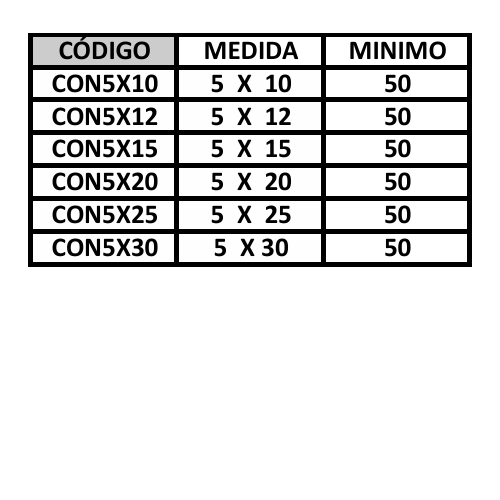 CÓDIGO MEDIDA MINIMO
CON5X10 5 X 10 50
CON5X12 5 X 12 50
CON5X15 5 X 15 50
CON5X20 5 X 20 50
CON5X25 5 X 25 50
CON5X30 5 X 30 50